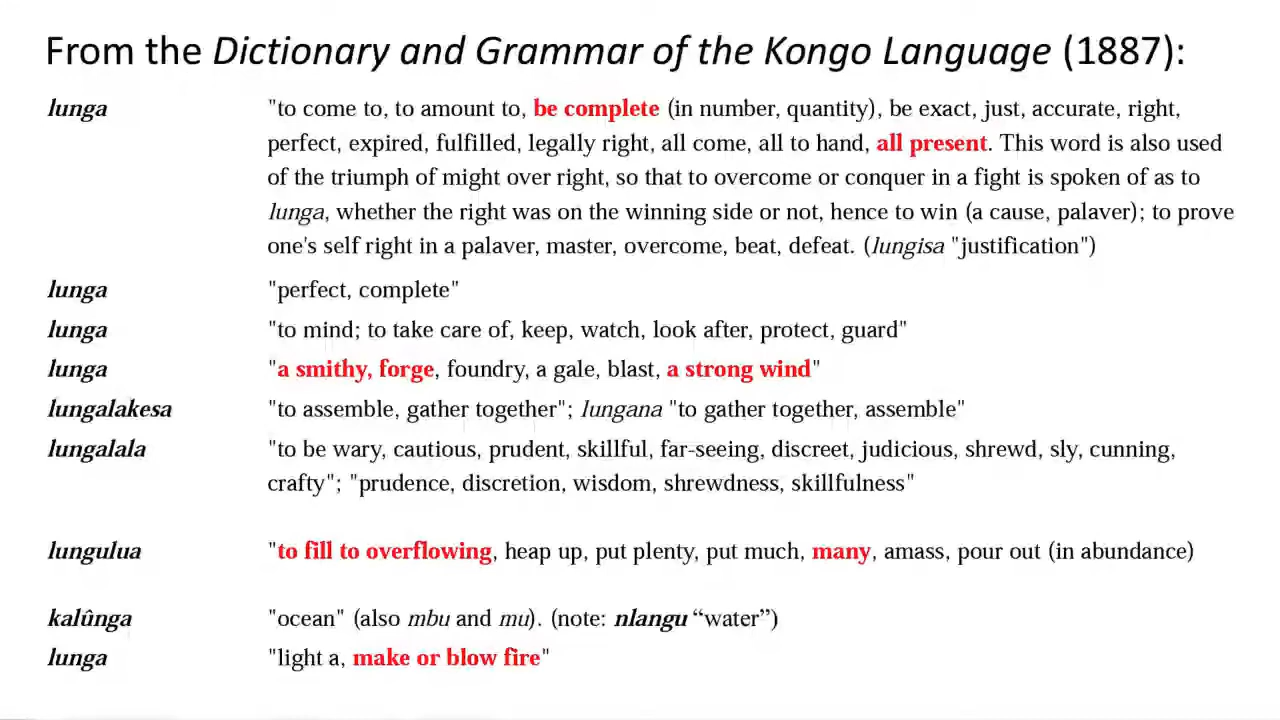 From the Dictionary and Grammar of the Kongo Language (1887):
lunga "to come to, to amount to, be complete (in number, quantity), be exact, just, accurate, right,
perfect, expired, fulfilled, legally right, all come, all to hand, all present. This word is also used
of the triumph of might over right, so that to overcome or conquer in a fight is spoken of as to
lunga, whether the right was on the winning side or not, hence to win (a cause, palaver); to prove
one's self right in a palaver, master, overcome, beat, defeat. (lungisa "justification")
lunga "perfect, complete"
lunga "to mind; to take care of, keep, watch, look after, protect, guard"
lunga "a smithy, forge, foundry, a gale, blast, a strong wind"
lungalakesa "to assemble, gather together"; lungana "to gather together, assemble"
lungalala "to be wary, cautious, prudent, skillful, far-seeing, discreet, judicious, shrewd, sly, cunning,
crafty"; "prudence, discretion, wisdom, shrewdness, skillfulness"
lungulua "to fill to overflowing, heap up, put plenty, put much, many, amass, pour out (in abundance)
kalûnga "ocean" (also mbu and mu). (note: nlangu “water”)
lunga "light a, make or blow fire"